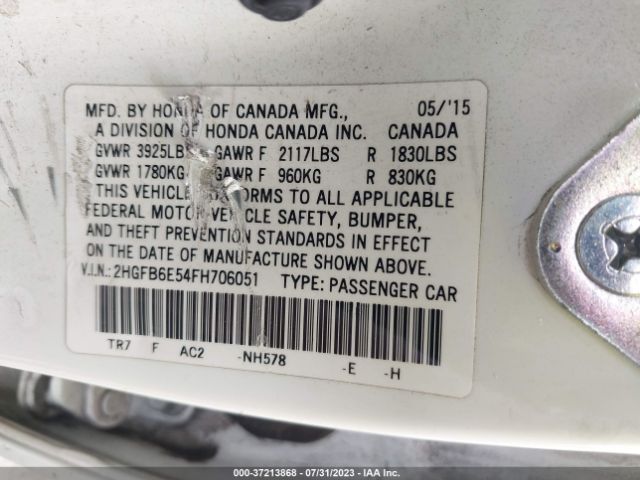 MFD. BY HONDA OF CANADA MFG., 05/'15
A DIVISION OF HONDA CANADA INC. CANADA
GVWR 3925LBS GAWR F 2117LBS R 1830LBS
GVWR 1780KG GAWR F 960KG R 830KG
THIS VEHICLE CONFORMS TO ALL APPLICABLE
FEDERAL MOTOR VEHICLE SAFETY, BUMPER,
AND THEFT PREVENTION STANDARDS IN EFFECT
ON THE DATE OF MANUFACTURE SHOWN ABOVE.
V.I.N.: 2HGFB6E54FH706051 TYPE: PASSENGER CAR
TR7 F AC2 -NH578 -E -H
000-37213868 - 07/31/2023 - IAA Inc.